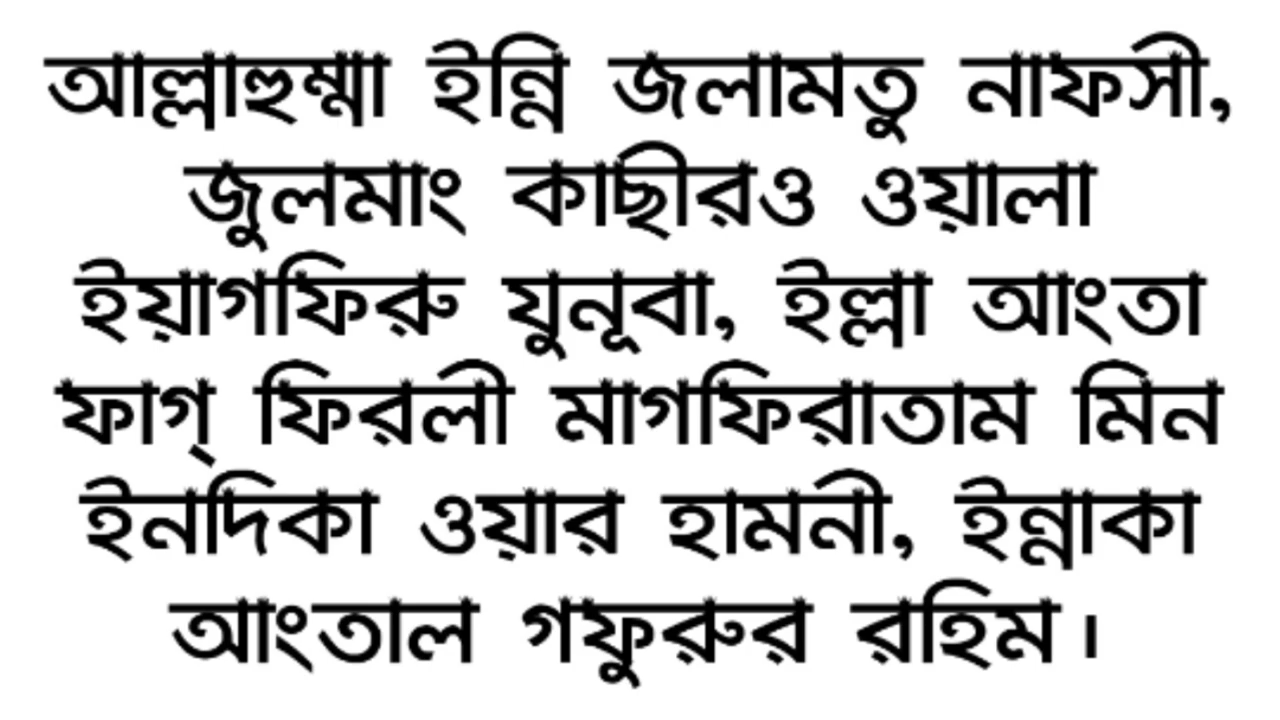 আল্লাহুম্মা ইন্নি জলামতু নাফসী,
জুলমাং কাছীরও ওয়ালা
ইয়াগফিরু যুনূবা, ইল্লা আংতা
ফাগ্ ফিরলী মাগফিরাতাম মিন
ইনদিকা ওয়ার হামনী, ইন্নাকা
আংতাল গফুরুর রহিম।